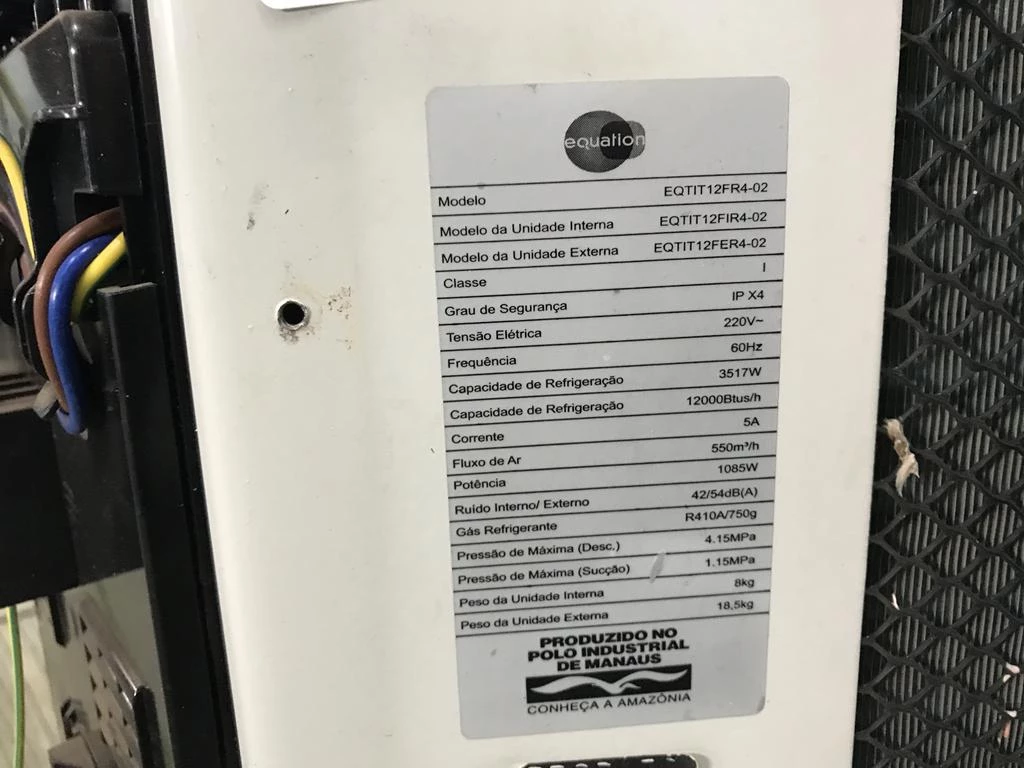 equation
Modelo EQTIT12FR4-02
Modelo da Unidade Interna EQTIT12FIR4-02
Modelo da Unidade Externa EQTIT12FER4-02
Classe I
Grau de Segurança IP X4
Tensão Elétrica 220V~
Frequência 60Hz
Capacidade de Refrigeração 3517W
Capacidade de Refrigeração 12000Btus/h
Corrente 5A
Fluxo de Ar 550m³/h
Potência 1085W
Ruído Interno/ Externo 42/54dB(A)
Gás Refrigerante R410A/750g
Pressão de Máxima (Desc.) 4.15MPa
Pressão de Máxima (Sucção) 1.15MPa
Peso da Unidade Interna 8kg
Peso da Unidade Externa 18,5kg
PRODUZIDO NO
POLO INDUSTRIAL
DE MANAUS
CONHEÇA A AMAZÔNIA